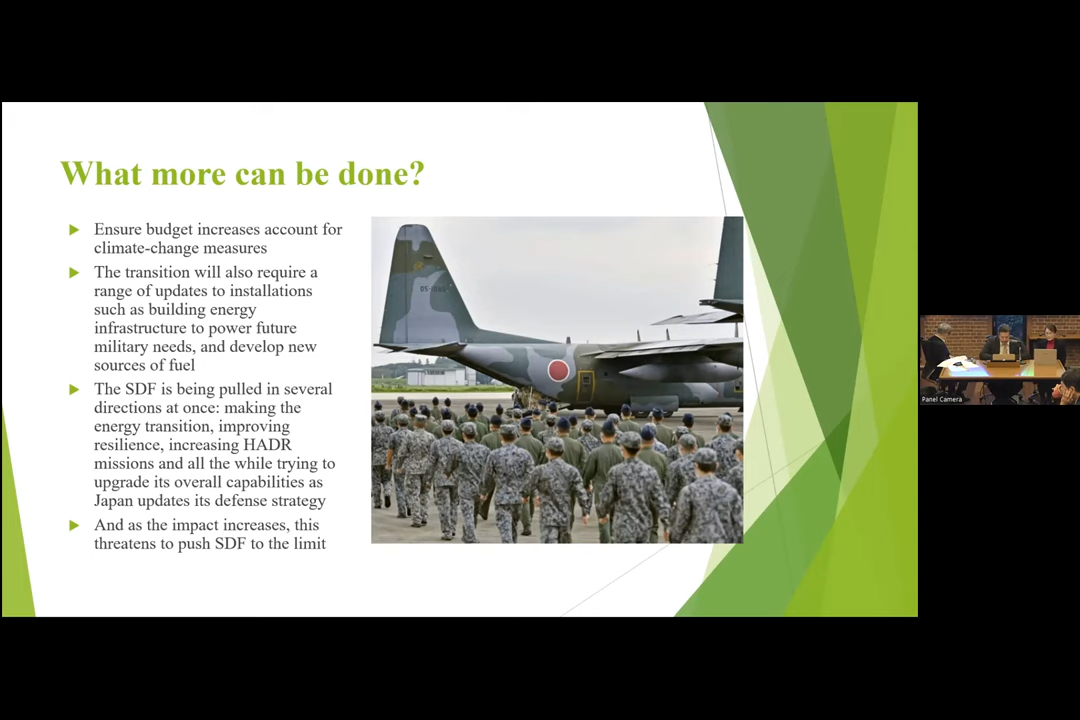 What more can be done?
Ensure budget increases account for
climate-change measures
The transition will also require a
range of updates to installations
such as building energy
infrastructure to power future
military needs, and develop new
sources of fuel
The SDF is being pulled in several
directions at once: making the
energy transition, improving
resilience, increasing HADR
missions and all the while trying to
upgrade its overall capabilities as
Japan updates its defense strategy
And as the impact increases, this
threatens to push SDF to the limit
Panel Camera